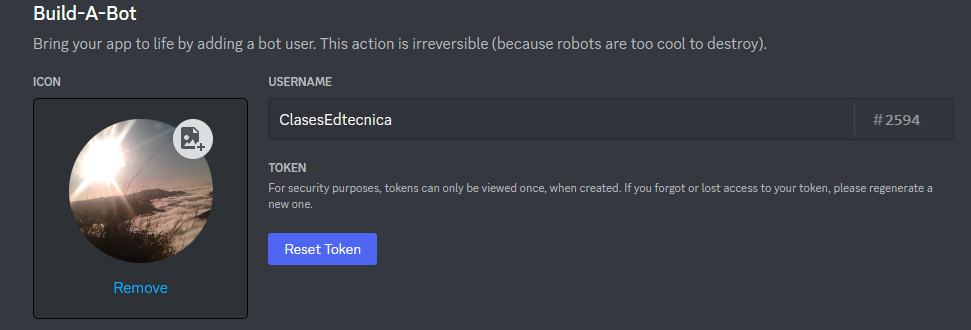 Build-A-Bot
Bring your app to life by adding a bot user. This action is irreversible (because robots are too cool to destroy).
ICON
USERNAME
ClasesEdtecnica
#2594
TOKEN
For security purposes, tokens can only be viewed once, when created. If you forgot or lost access to your token, please regenerate a
new one.
Reset Token
Remove